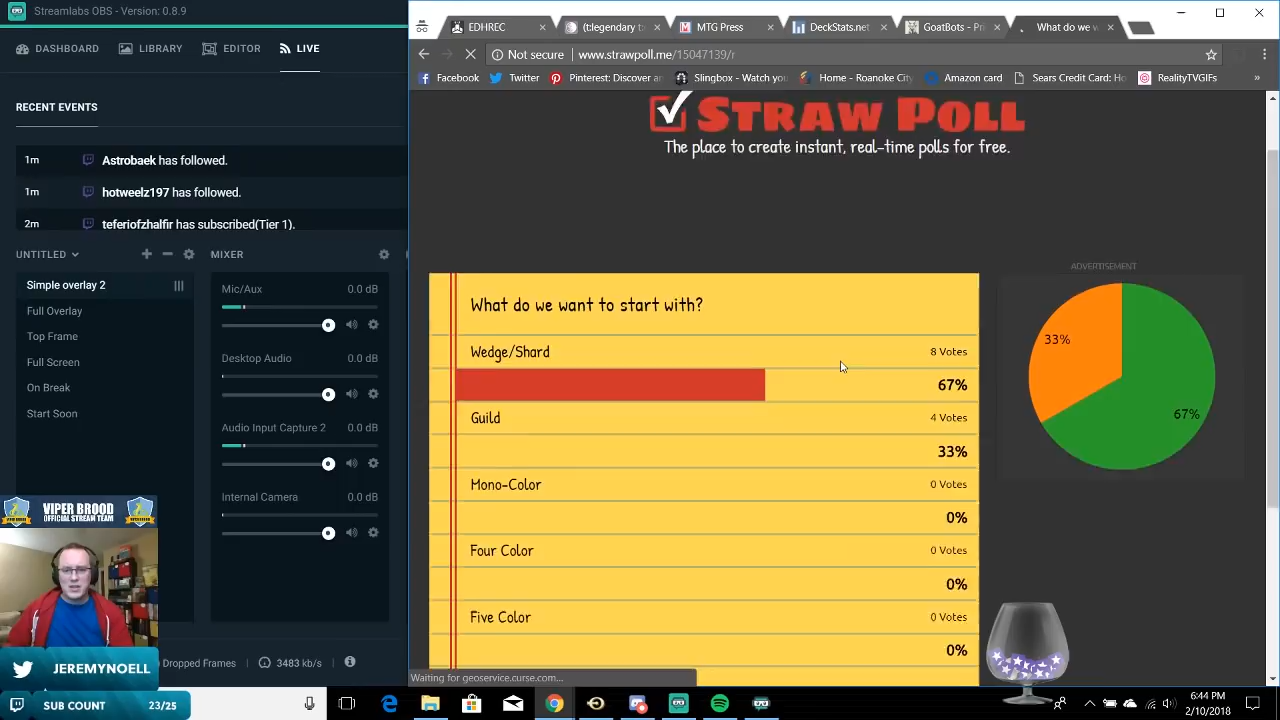 Streamlabs OBS - Version: 0.8.9
DASHBOARD
LIBRARY
EDITOR
LIVE
RECENT EVENTS
1m Astrobaek has followed.
1m hotweelz197 has followed.
2m teferiofzhalfir has subscribed(Tier 1).
UNTITLED
Simple overlay 2
Full Overlay
Top Frame
Full Screen
On Break
Start Soon
MIXER
Mic/Aux 0.0 dB
Desktop Audio 0.0 dB
Audio Input Capture 2 0.0 dB
Internal Camera 0.0 dB
VIPER BROOD
OFFICIAL STREAM TEAM
JEREMYNOELL
SUB COUNT 23/25
Dropped Frames
3483 kb/s
EDHREC
(t:legendary t
MTG Press
DeckStats.net
GoatBots - Pri
What do we w
Not secure www.strawpoll.me/15047139/r
Facebook
Twitter
Pinterest: Discover an
Slingbox - Watch you
Home - Roanoke City
Amazon card
Sears Credit Card: Ho
RealityTVGIFs
»
STRAW POLL
The place to create instant, real-time polls for free.
ADVERTISEMENT
What do we want to start with?
Wedge/Shard 8 Votes
67%
Guild 4 Votes
33%
Mono-Color 0 Votes
0%
Four Color 0 Votes
0%
Five Color 0 Votes
0%
33%
67%
Waiting for geoservice.curse.com...
6:44 PM
2/10/2018